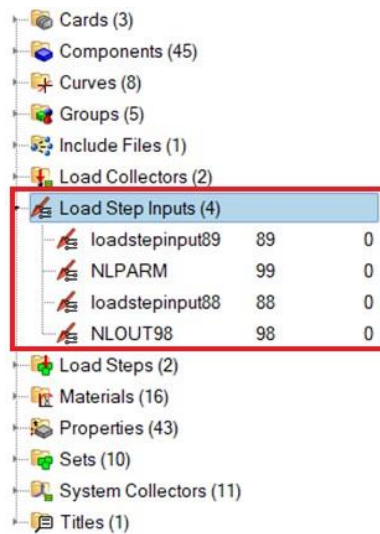 Cards (3)
Components (45)
Curves (8)
Groups (5)
Include Files (1)
Load Collectors (2)
Load Step Inputs (4)
loadstepinput89 89 0
NLPARM 99 0
loadstepinput88 88 0
NLOUT98 98 0
Load Steps (2)
Materials (16)
Properties (43)
Sets (10)
System Collectors (11)
Titles (1)